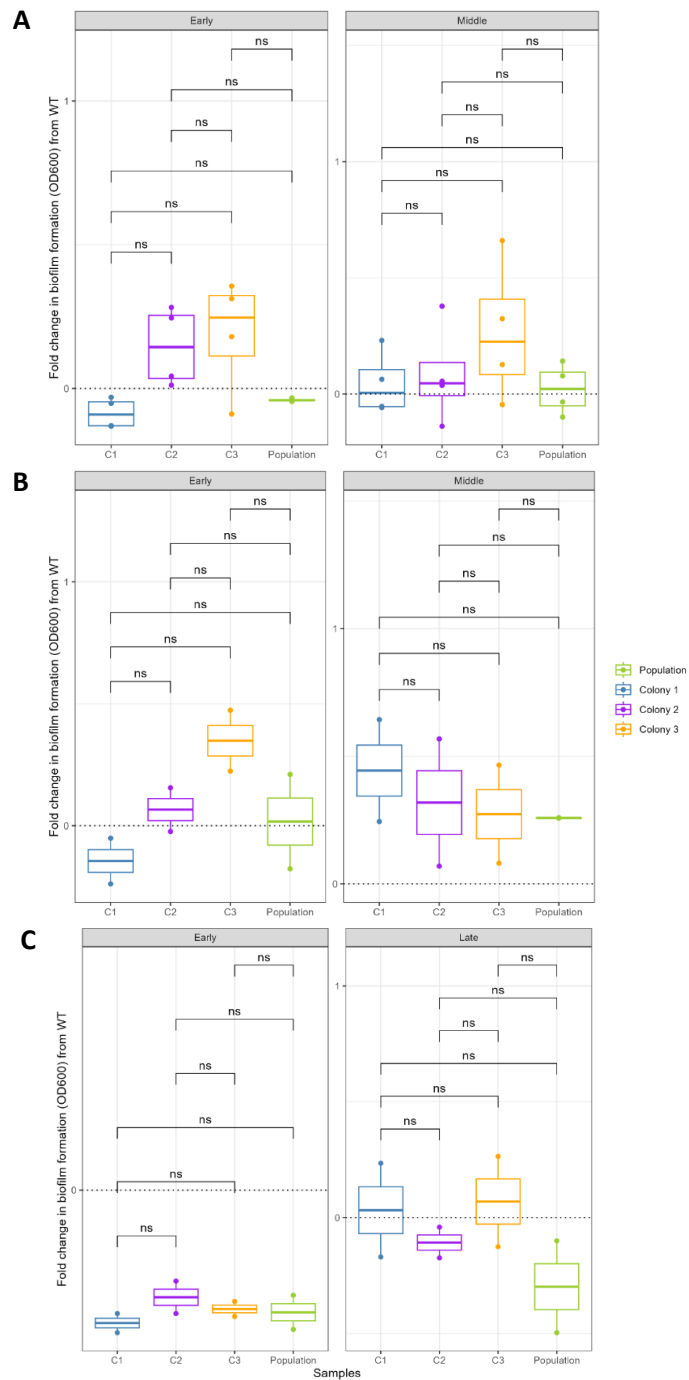 A
Early
Middle
Fold change in biofilm formation (OD600) from WT
1
0
ns
ns
ns
ns
ns
ns
C1
C2
C3
Population
1
0
ns
ns
ns
ns
ns
ns
C1
C2
C3
Population
B
Early
Middle
Fold change in biofilm formation (OD600) from WT
1
0
ns
ns
ns
ns
ns
ns
C1
C2
C3
Population
1
0
ns
ns
ns
ns
ns
ns
C1
C2
C3
Population
Population
Colony 1
Colony 2
Colony 3
C
Early
Late
Fold change in biofilm formation (OD600) from WT
0
ns
ns
ns
ns
ns
ns
C1
C2
C3
Population
1
0
ns
ns
ns
ns
ns
ns
C1
C2
C3
Population
Samples